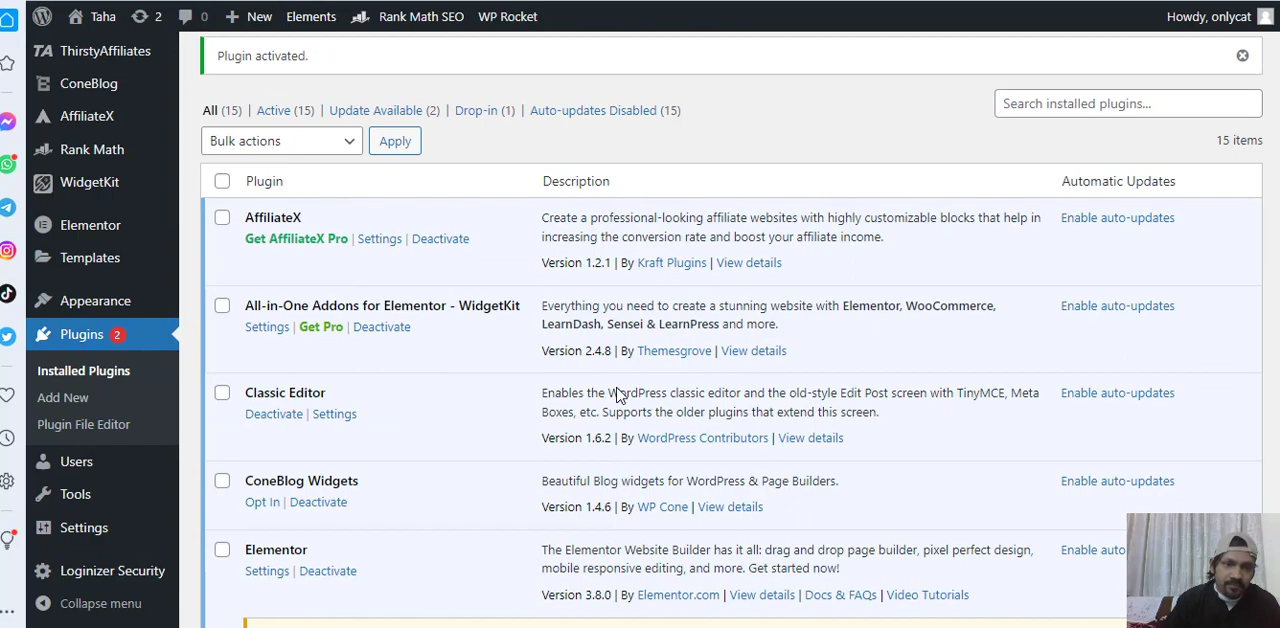 Taha 2 0 New Elements Rank Math SEO WP Rocket Howdy, onlycat
TA ThirstyAffiliates
ConeBlog
AffiliateX
Rank Math
WidgetKit
Elementor
Templates
Appearance
Plugins 2
Installed Plugins
Add New
Plugin File Editor
Users
Tools
Settings
Loginizer Security
Collapse menu
Plugin activated.
All (15) | Active (15) | Update Available (2) | Drop-in (1) | Auto-updates Disabled (15)
Search installed plugins...
Bulk actions Apply
15 items
Plugin Description Automatic Updates
AffiliateX
Get AffiliateX Pro | Settings | Deactivate
Create a professional-looking affiliate websites with highly customizable blocks that help in
increasing the conversion rate and boost your affiliate income.
Version 1.2.1 | By Kraft Plugins | View details
Enable auto-updates
All-in-One Addons for Elementor - WidgetKit
Settings | Get Pro | Deactivate
Everything you need to create a stunning website with Elementor, WooCommerce,
LearnDash, Sensei & LearnPress and more.
Version 2.4.8 | By Themesgrove | View details
Enable auto-updates
Classic Editor
Deactivate | Settings
Enables the WordPress classic editor and the old-style Edit Post screen with TinyMCE, Meta
Boxes, etc. Supports the older plugins that extend this screen.
Version 1.6.2 | By WordPress Contributors | View details
Enable auto-updates
ConeBlog Widgets
Opt In | Deactivate
Beautiful Blog widgets for WordPress & Page Builders.
Version 1.4.6 | By WP Cone | View details
Enable auto-updates
Elementor
Settings | Deactivate
The Elementor Website Builder has it all: drag and drop page builder, pixel perfect design,
mobile responsive editing, and more. Get started now!
Version 3.8.0 | By Elementor.com | View details | Docs & FAQs | Video Tutorials
Enable auto